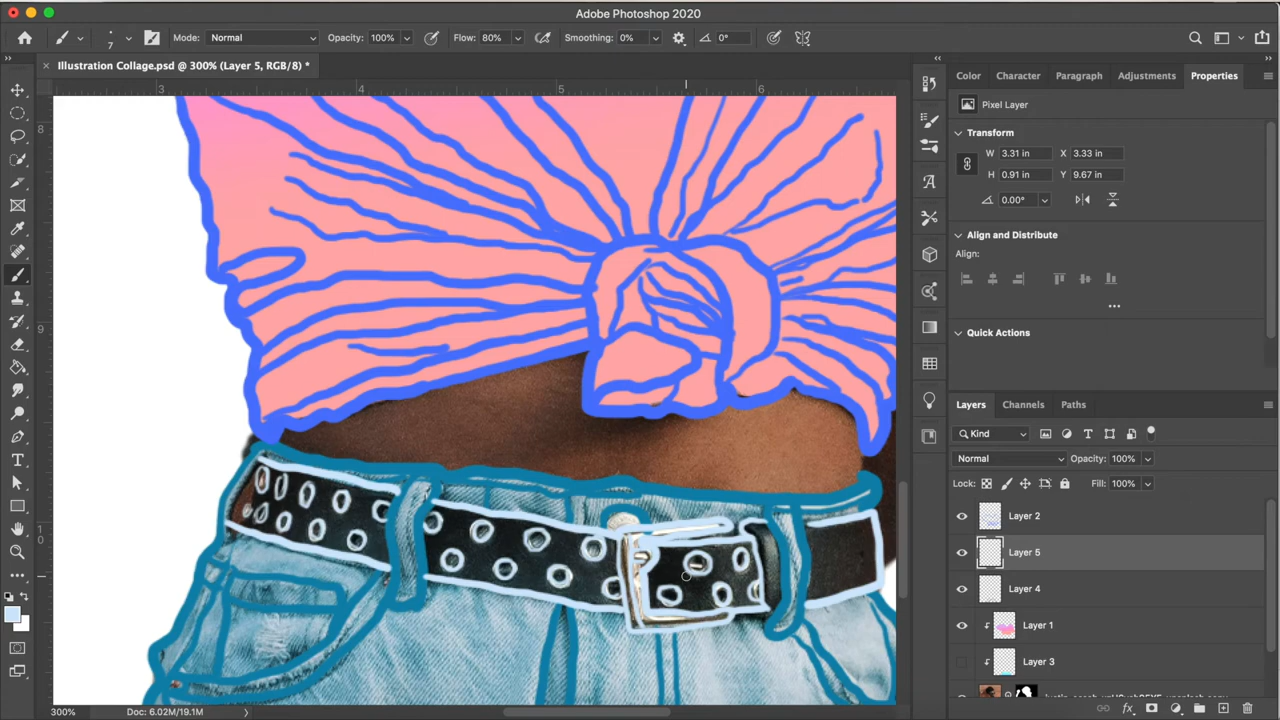 Adobe Photoshop 2020
7 Mode: Normal Opacity: 100% Flow: 80% Smoothing: 0% 0°
Illustration Collage.psd @ 300% (Layer 5, RGB/8) *
3 4 5 6
8
9
10
Color Character Paragraph Adjustments Properties
Pixel Layer
Transform
W 3.31 in X 3.33 in
H 0.91 in Y 9.67 in
0.00°
Align and Distribute
Align:
Quick Actions
Layers Channels Paths
Kind
Normal Opacity: 100%
Lock: Fill: 100%
Layer 2
Layer 5
Layer 4
Layer 1
Layer 3
300% Doc: 6.02M/19.1M